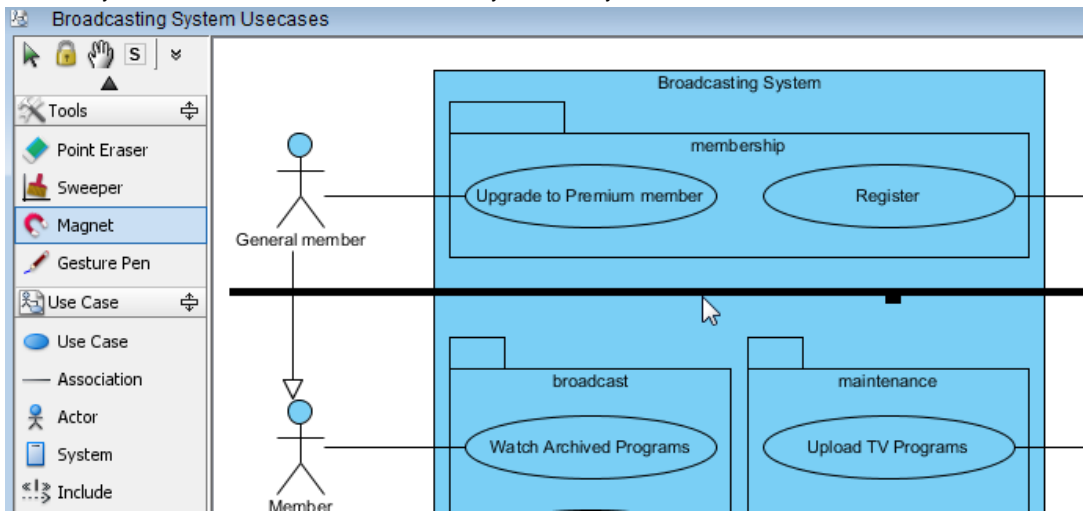 Broadcasting System Usecases
S
Tools
Point Eraser
Sweeper
Magnet
Gesture Pen
Use Case
Use Case
Association
Actor
System
Include
Broadcasting System
membership
Upgrade to Premium member
Register
General member
broadcast
maintenance
Watch Archived Programs
Upload TV Programs
Member